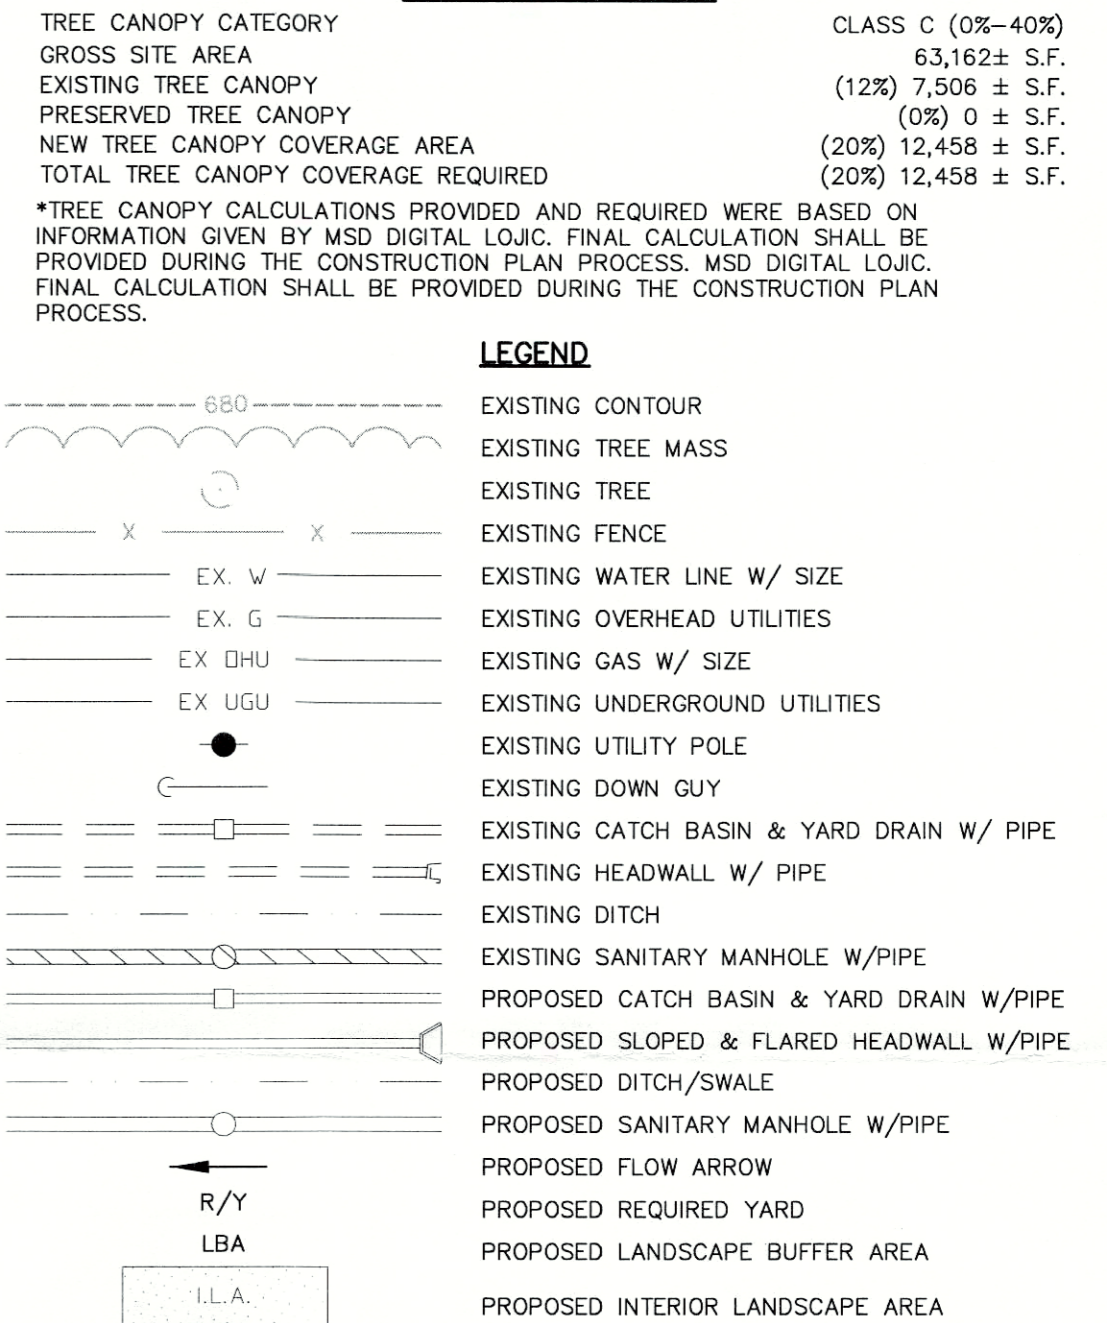 TREE CANOPY CATEGORY CLASS C (0%–40%)
GROSS SITE AREA 63,162± S.F.
EXISTING TREE CANOPY (12%) 7,506 ± S.F.
PRESERVED TREE CANOPY (0%) 0 ± S.F.
NEW TREE CANOPY COVERAGE AREA (20%) 12,458 ± S.F.
TOTAL TREE CANOPY COVERAGE REQUIRED (20%) 12,458 ± S.F.
*TREE CANOPY CALCULATIONS PROVIDED AND REQUIRED WERE BASED ON
INFORMATION GIVEN BY MSD DIGITAL LOJIC. FINAL CALCULATION SHALL BE
PROVIDED DURING THE CONSTRUCTION PLAN PROCESS. MSD DIGITAL LOJIC.
FINAL CALCULATION SHALL BE PROVIDED DURING THE CONSTRUCTION PLAN
PROCESS.
LEGEND
680 EXISTING CONTOUR
EXISTING TREE MASS
EXISTING TREE
X X EXISTING FENCE
EX. W EXISTING WATER LINE W/ SIZE
EX. G EXISTING OVERHEAD UTILITIES
EX OHU EXISTING GAS W/ SIZE
EX UGU EXISTING UNDERGROUND UTILITIES
EXISTING UTILITY POLE
EXISTING DOWN GUY
EXISTING CATCH BASIN & YARD DRAIN W/ PIPE
EXISTING HEADWALL W/ PIPE
EXISTING DITCH
EXISTING SANITARY MANHOLE W/PIPE
PROPOSED CATCH BASIN & YARD DRAIN W/PIPE
PROPOSED SLOPED & FLARED HEADWALL W/PIPE
PROPOSED DITCH/SWALE
PROPOSED SANITARY MANHOLE W/PIPE
PROPOSED FLOW ARROW
R/Y PROPOSED REQUIRED YARD
LBA PROPOSED LANDSCAPE BUFFER AREA
I.L.A. PROPOSED INTERIOR LANDSCAPE AREA